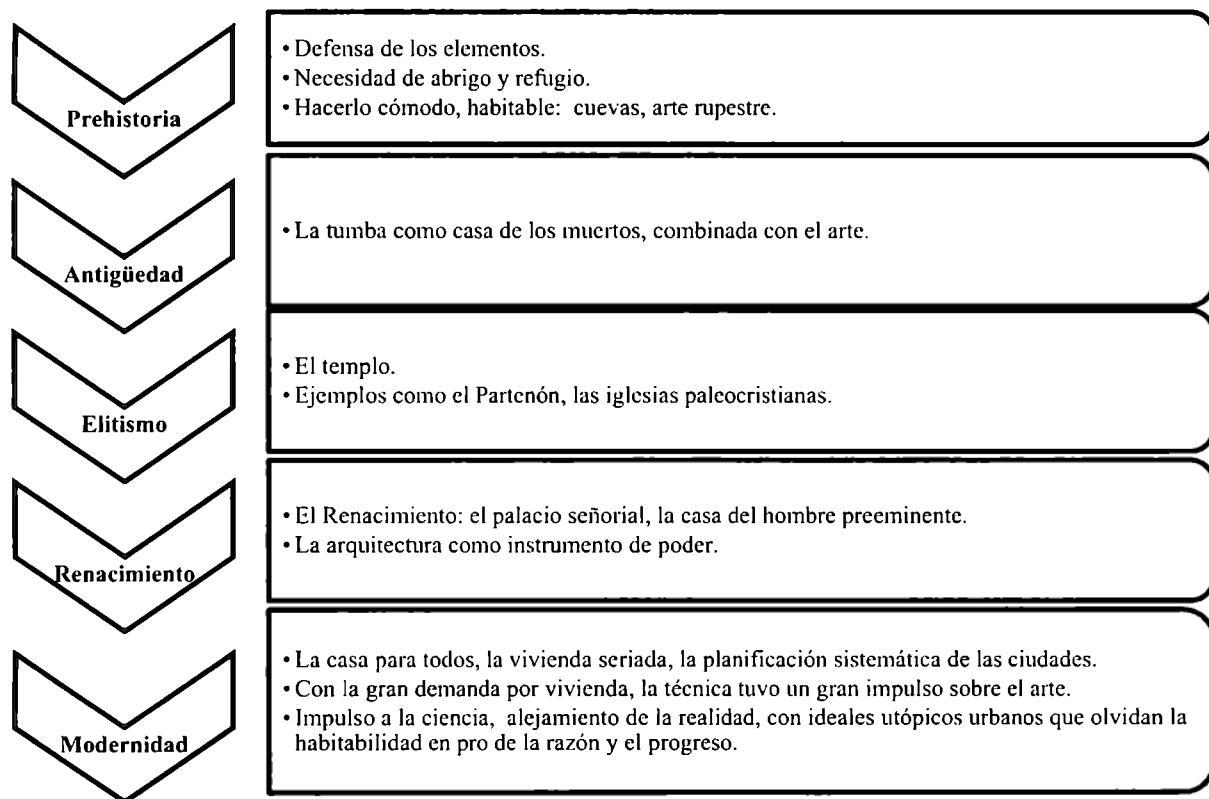 Prehistoria
• Defensa de los elementos.
• Necesidad de abrigo y refugio.
• Hacerlo cómodo, habitable: cuevas, arte rupestre.
Antigüedad
• La tumba como casa de los muertos, combinada con el arte.
Elitismo
• El templo.
• Ejemplos como el Partenón, las iglesias paleocristianas.
Renacimiento
• El Renacimiento: el palacio señorial, la casa del hombre preeminente.
• La arquitectura como instrumento de poder.
Modernidad
• La casa para todos, la vivienda seriada, la planificación sistemática de las ciudades.
• Con la gran demanda por vivienda, la técnica tuvo un gran impulso sobre el arte.
• Impulso a la ciencia, alejamiento de la realidad, con ideales utópicos urbanos que olvidan la
habitabilidad en pro de la razón y el progreso.